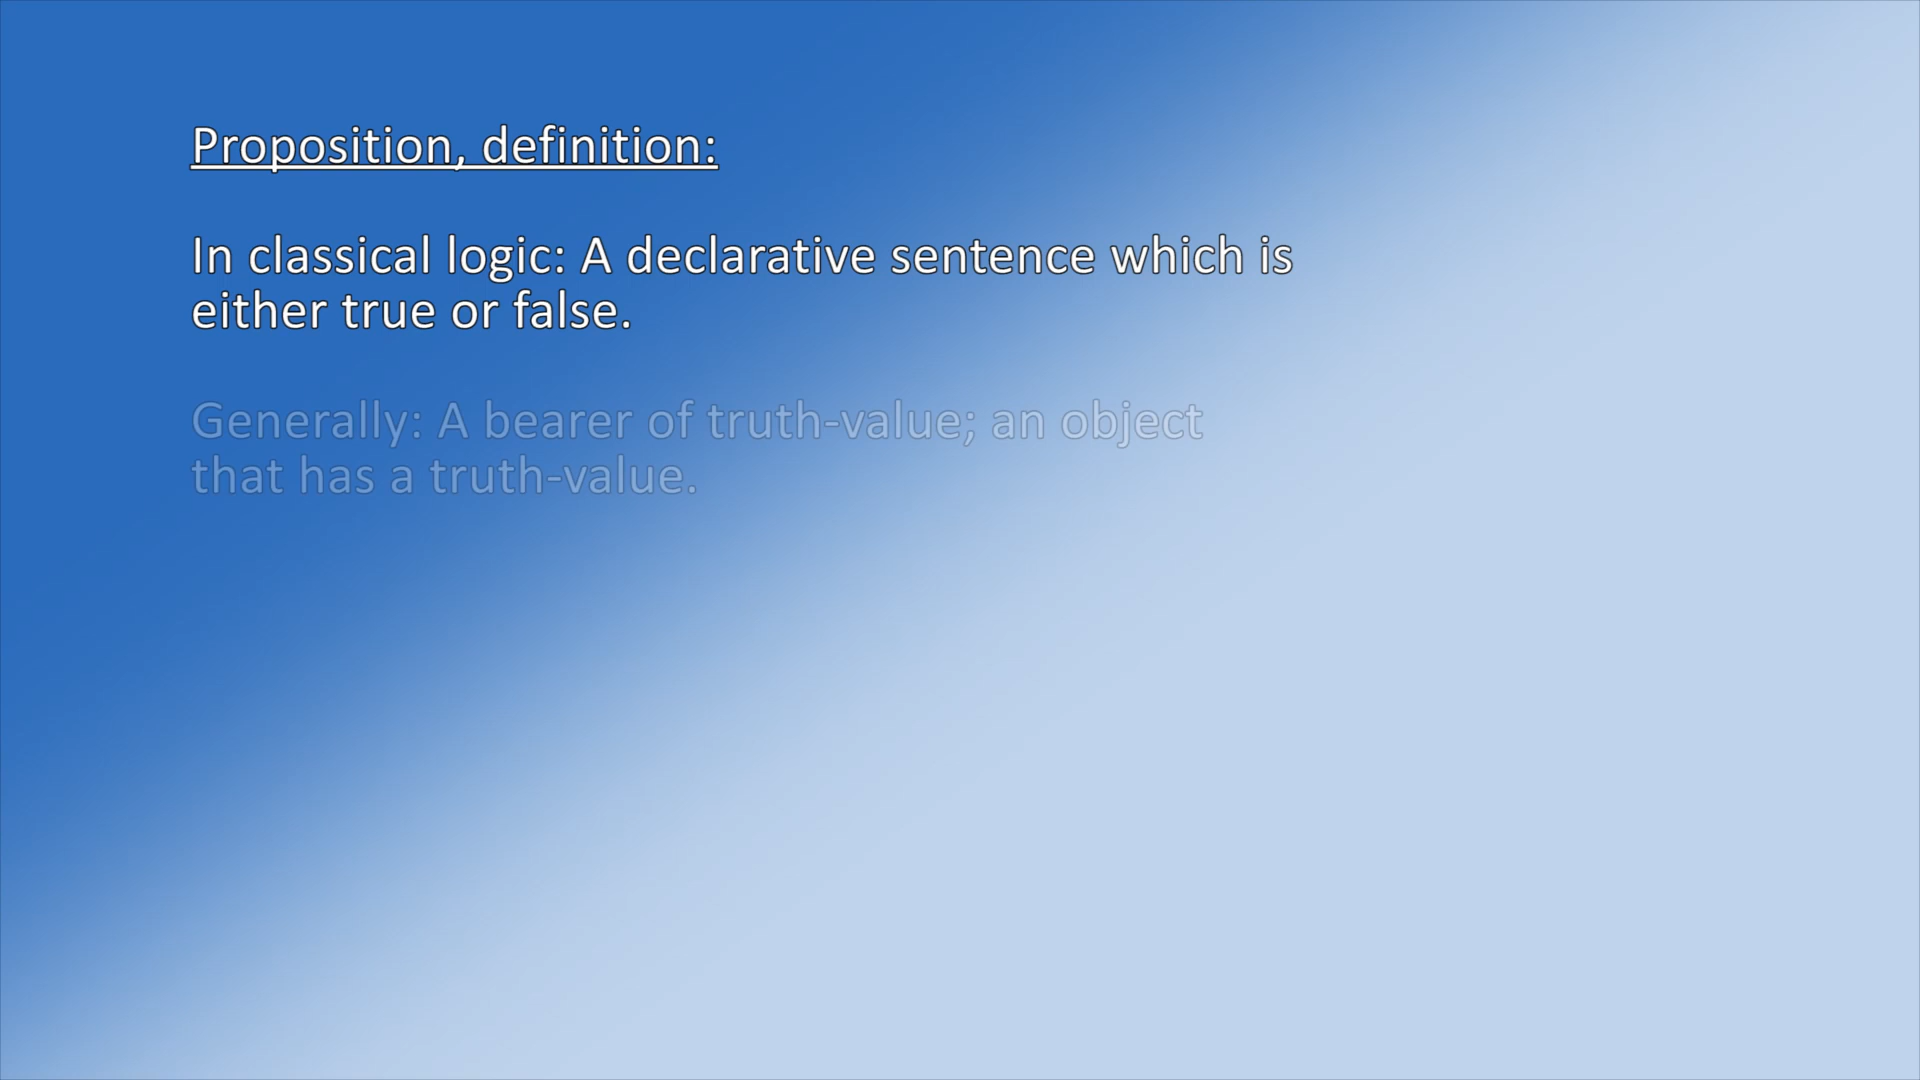 Proposition, definition:
In classical logic: A declarative sentence which is
either true or false.
Generally: A bearer of truth-value; an object
that has a truth-value.